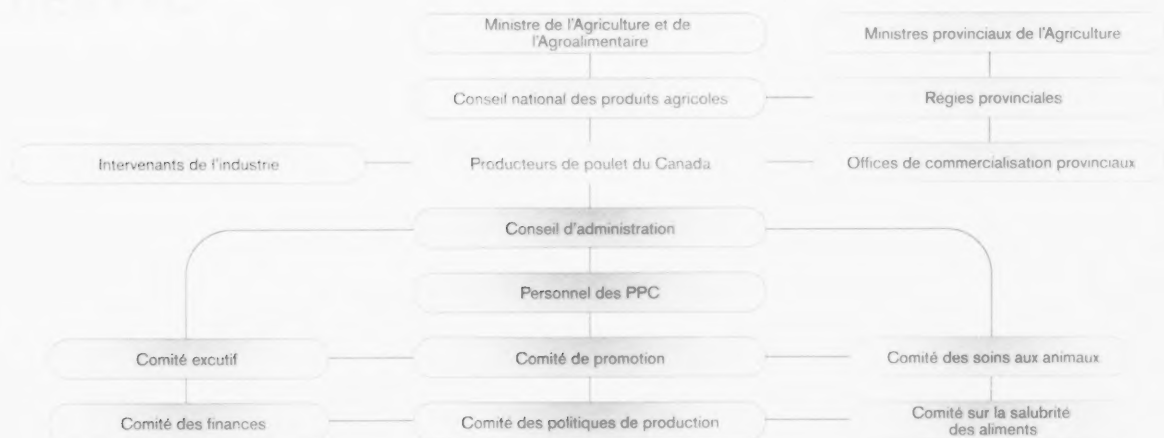 Ministre de l'Agriculture et de
l'Agroalimentaire
Ministres provinciaux de l'Agriculture
Conseil national des produits agricoles
Régies provinciales
Intervenants de l'industrie
Producteurs de poulet du Canada
Offices de commercialisation provinciaux
Conseil d'administration
Personnel des PPC
Comité excutif
Comité de promotion
Comité des soins aux animaux
Comité des finances
Comité des politiques de production
Comité sur la salubrité
des aliments